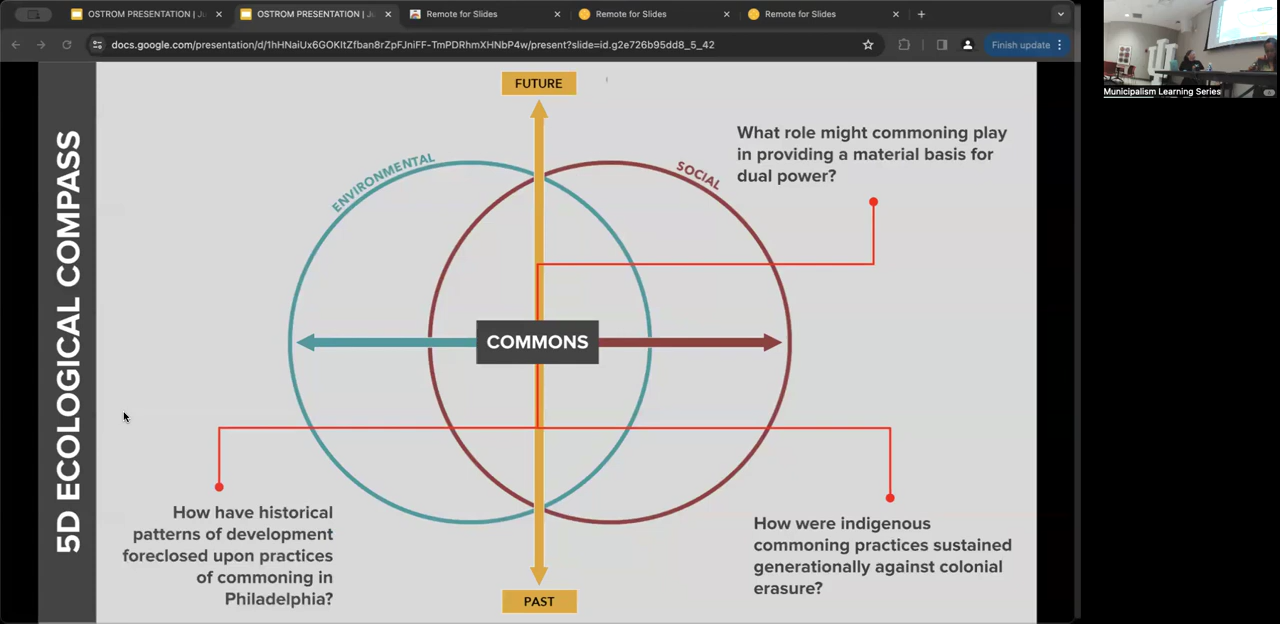 OSTROM PRESENTATION | Ju
OSTROM PRESENTATION | Ju
Remote for Slides
Remote for Slides
Remote for Slides
docs.google.com/presentation/d/1hHNaiUx6GOKItZfban8rZpFJniFF-TmPDRhmXHNbP4w/present?slide=id.g2e726b95dd8_5_42
Finish update
Municipalism Learning Series
5D ECOLOGICAL COMPASS
FUTURE
ENVIRONMENTAL
SOCIAL
What role might commoning play
in providing a material basis for
dual power?
COMMONS
How have historical
patterns of development
foreclosed upon practices
of commoning in
Philadelphia?
How were indigenous
commoning practices sustained
generationally against colonial
erasure?
PAST